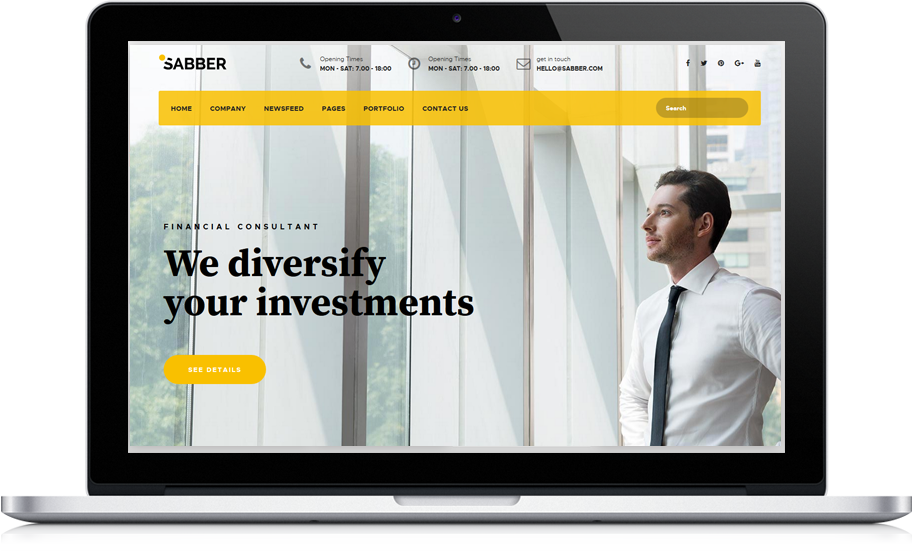 SABBER
Opening Times
MON - SAT: 7.00 - 18:00
Opening Times
MON - SAT: 7.00 - 18:00
get in touch
HELLO@SABBER.COM
HOME COMPANY NEWSFEED PAGES PORTFOLIO CONTACT US
Search
FINANCIAL CONSULTANT
We diversify
your investments
SEE DETAILS